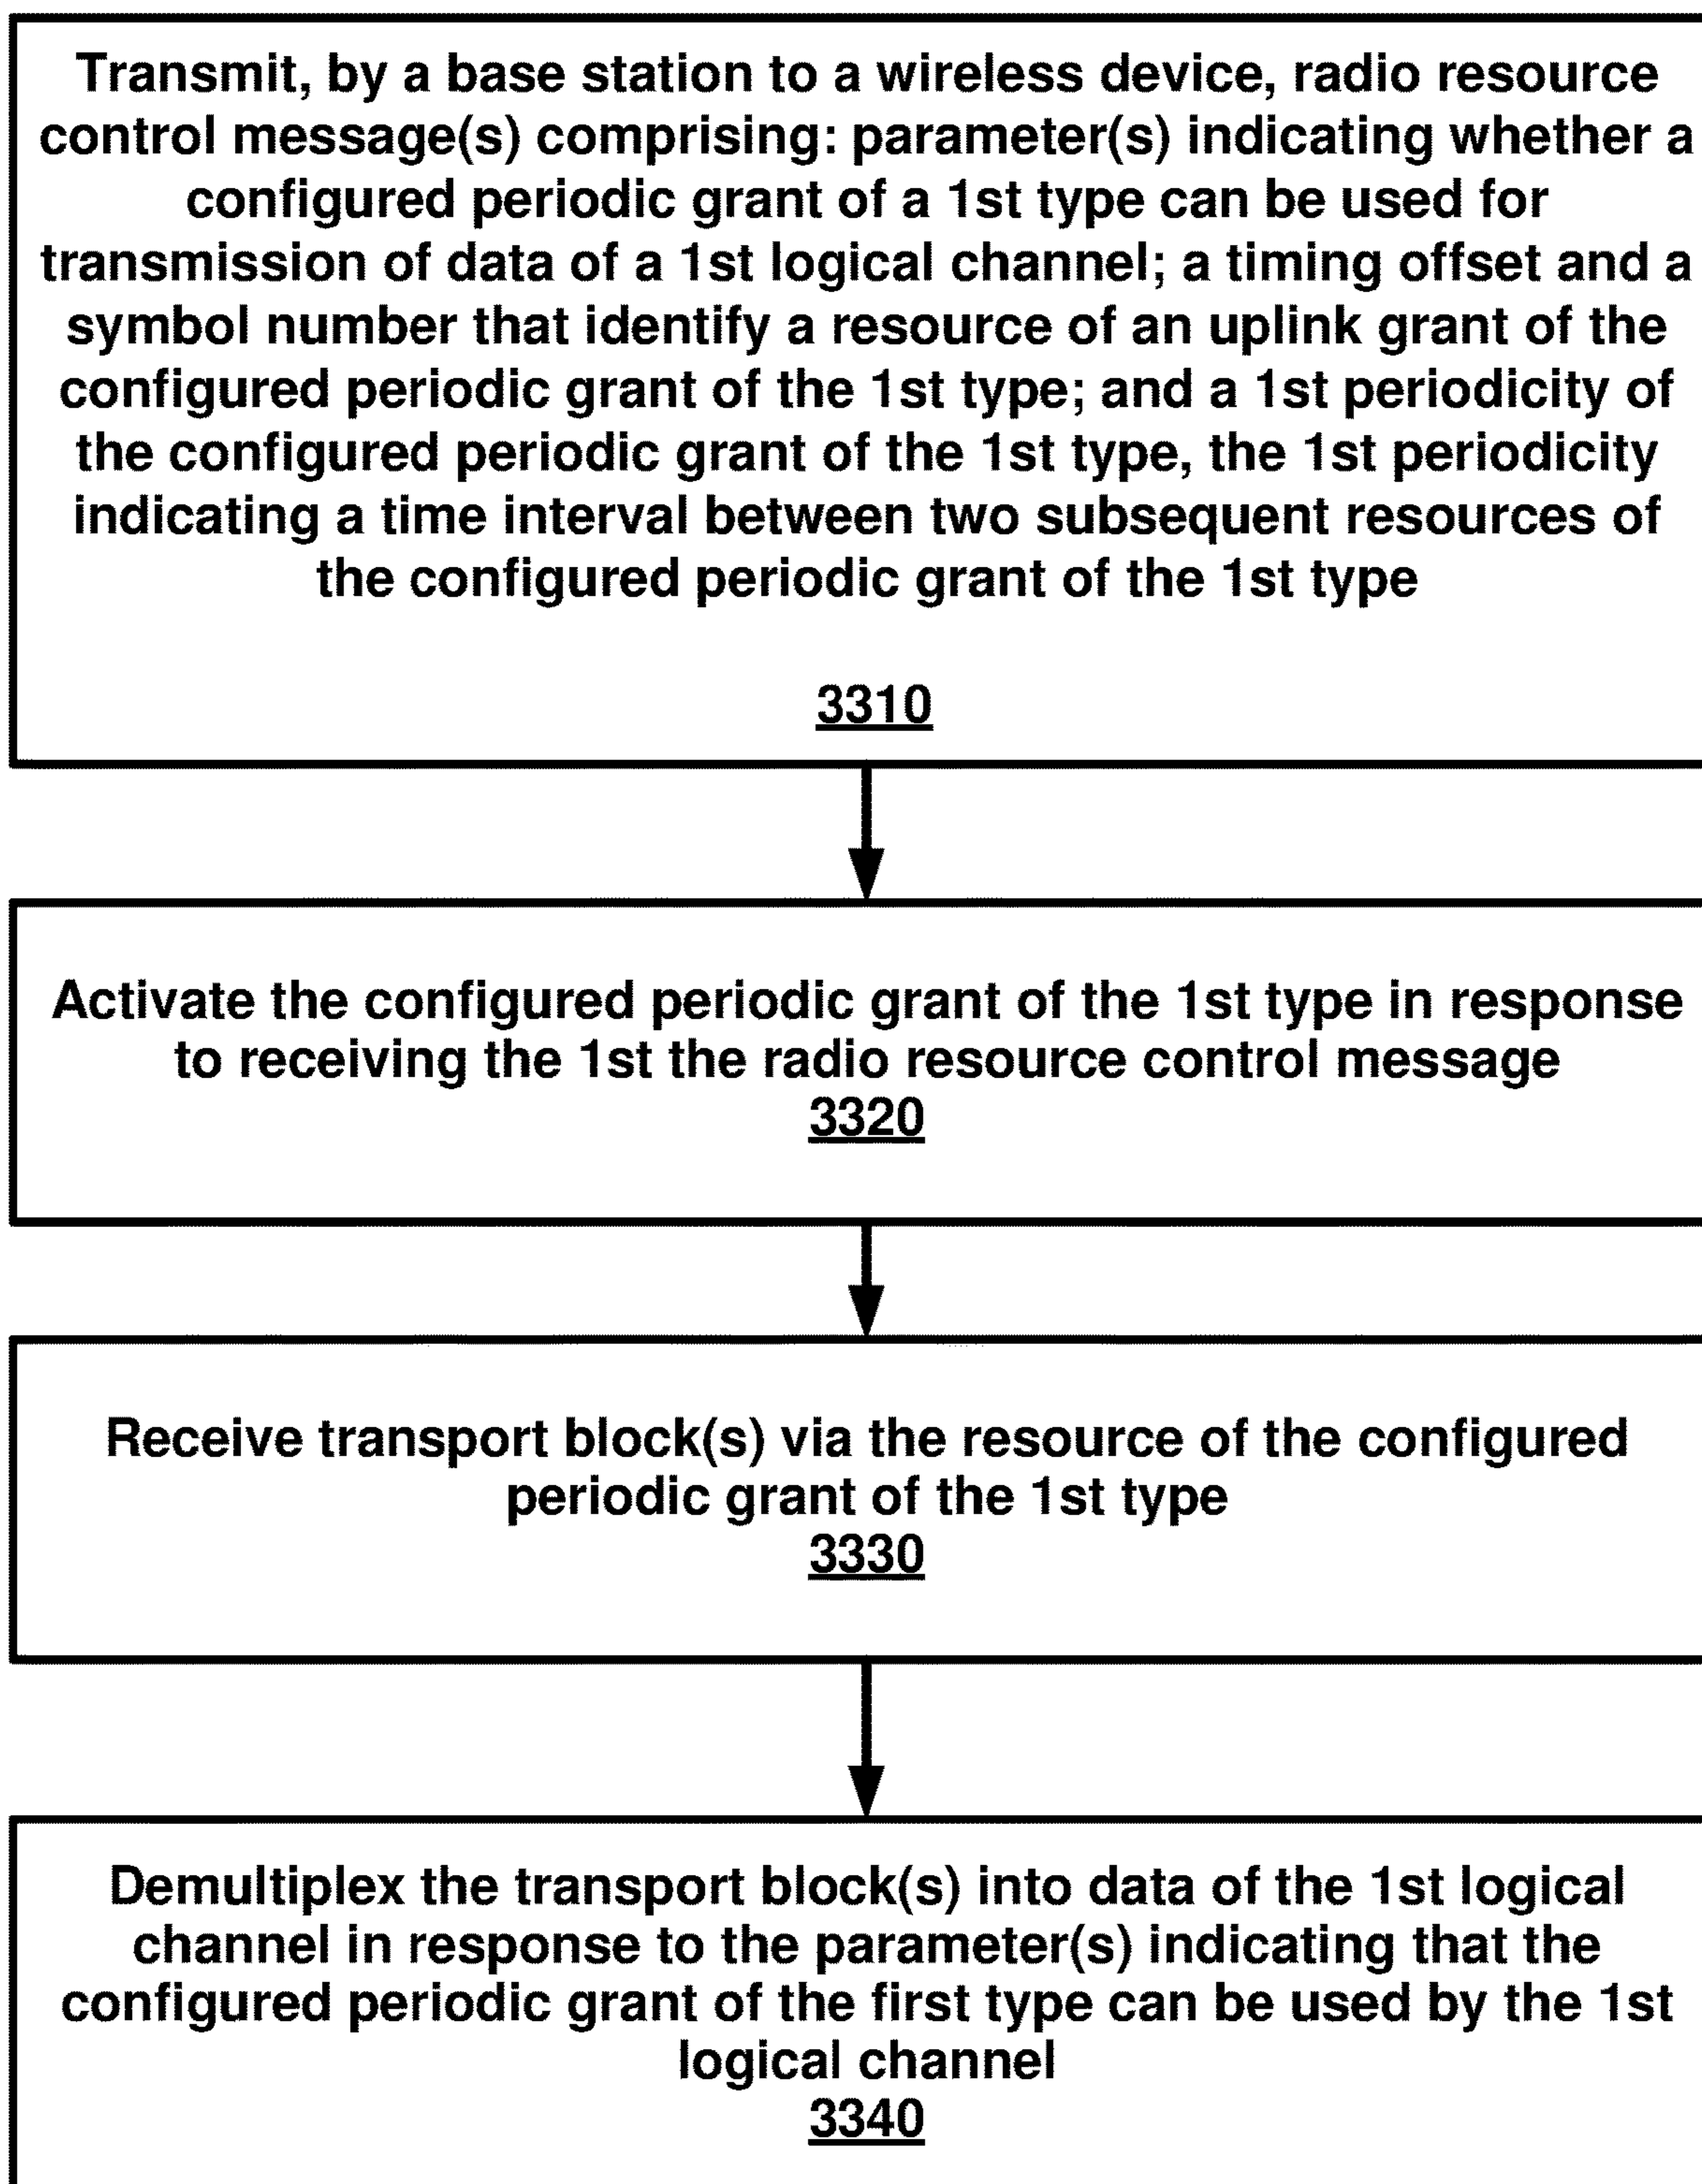 Transmit, by a base station to a wireless device, radio resource
control message(s) comprising: parameter(s) indicating whether a
configured periodic grant of a 1st type can be used for
transmission of data of a 1st logical channel; a timing offset and a
symbol number that identify a resource of an uplink grant of the
configured periodic grant of the 1st type; and a 1st periodicity of
the configured periodic grant of the 1st type, the 1st periodicity
indicating a time interval between two subsequent resources of
the configured periodic grant of the 1st type
3310
Activate the configured periodic grant of the 1st type in response
to receiving the 1st the radio resource control message
3320
Receive transport block(s) via the resource of the configured
periodic grant of the 1st type
3330
Demultiplex the transport block(s) into data of the 1st logical
channel in response to the parameter(s) indicating that the
configured periodic grant of the first type can be used by the 1st
logical channel
3340